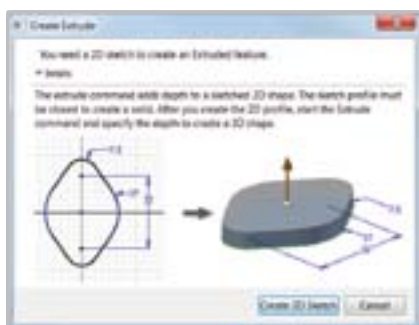 Create Extrude
You need a 2D sketch to create an Extruded feature.
Details
The extrude command adds depth to a sketched 2D shape. The sketch profile must
be closed to create a solid. After you create the 2D profile, start the Extrude
command and specify the depth to create a 3D shape.
Create 2D Sketch
Cancel